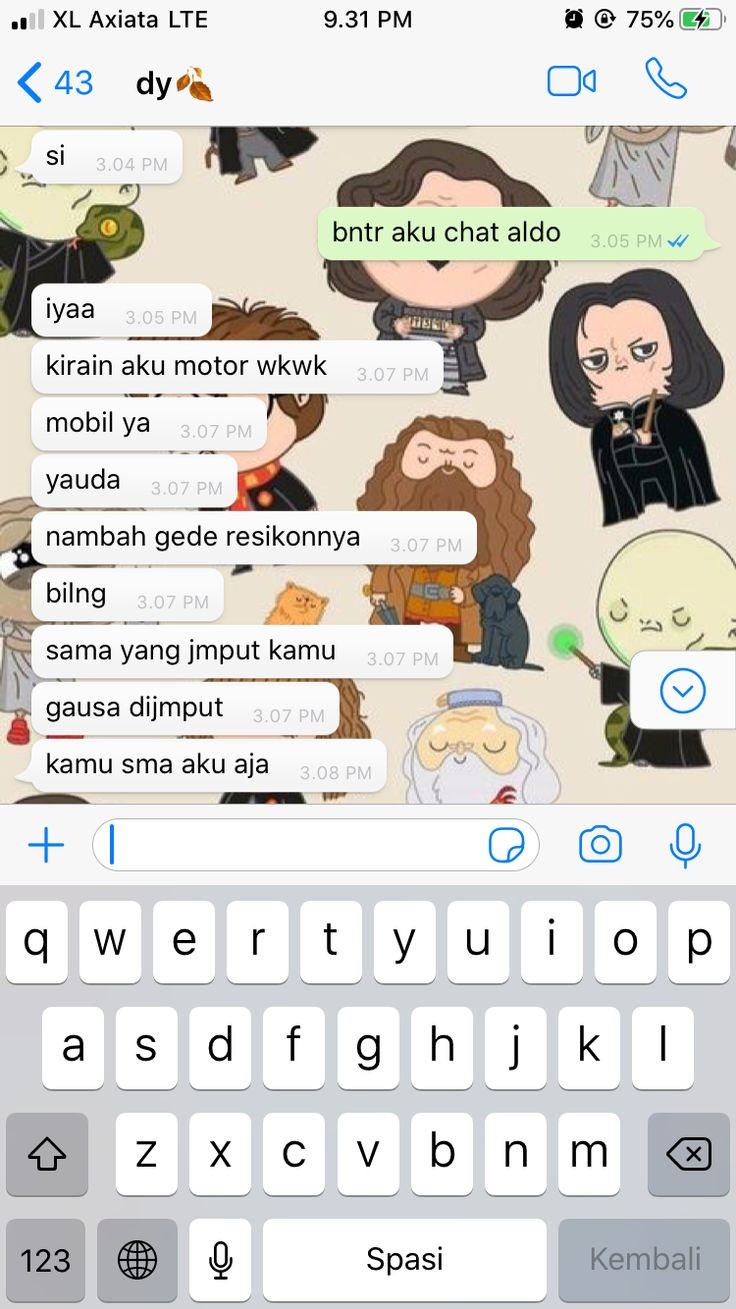 XL Axiata LTE 9.31 PM 75%
43 dy🍂
si 3.04 PM
bntr aku chat aldo 3.05 PM
iyaa 3.05 PM
kirain aku motor wkwk 3.07 PM
mobil ya 3.07 PM
yauda 3.07 PM
nambah gede resikonnya 3.07 PM
bilng 3.07 PM
sama yang jmput kamu 3.07 PM
gausa dijmput 3.07 PM
kamu sma aku aja 3.08 PM
q w e r t y u i o p
a s d f g h j k l
z x c v b n m
123 Spasi Kembali